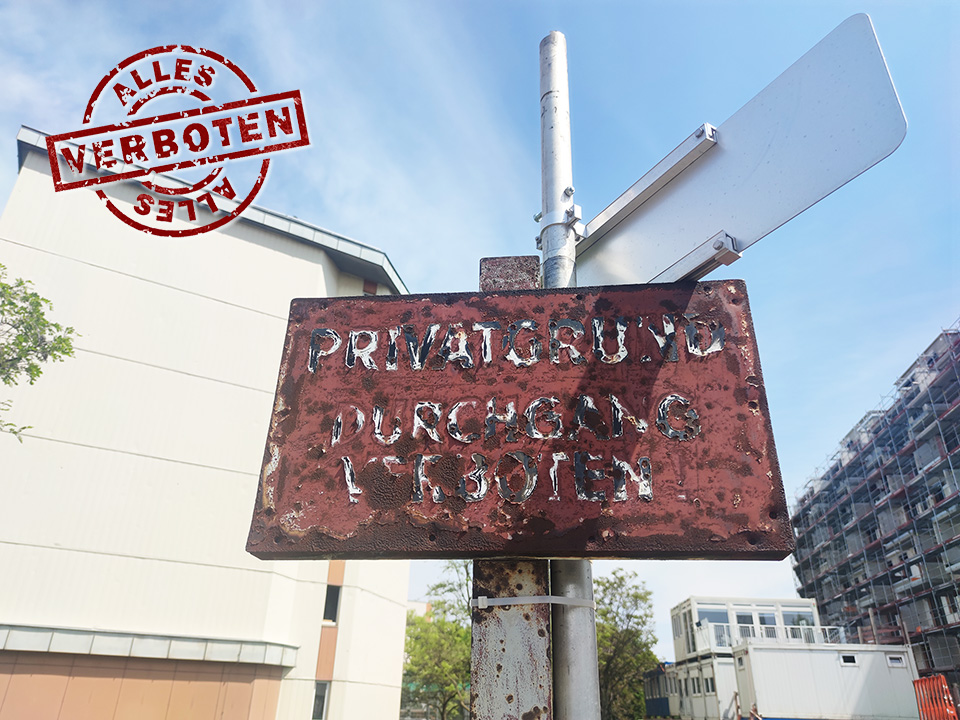 ALLES
VERBOTEN
ALLES
PRIVATGRUND
DURCHGANG
VERBOTEN